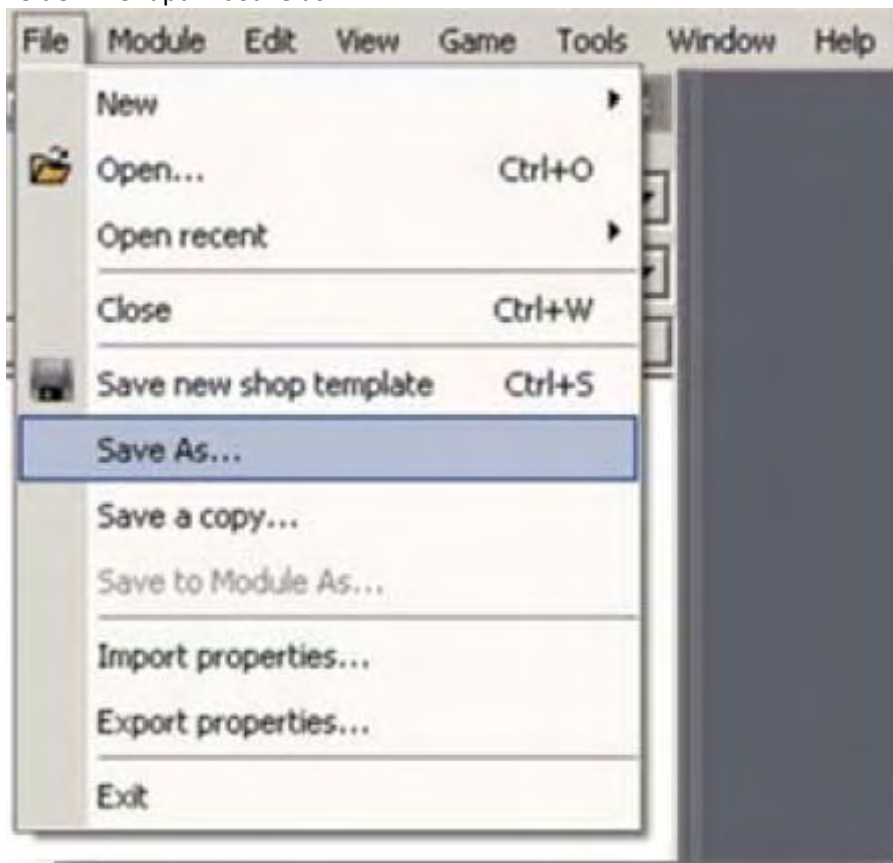 File Module Edit View Game Tools Window Help
New
Open... Ctrl+O
Open recent
Close Ctrl+W
Save new shop template Ctrl+S
Save As...
Save a copy...
Save to Module As...
Import properties...
Export properties...
Exit